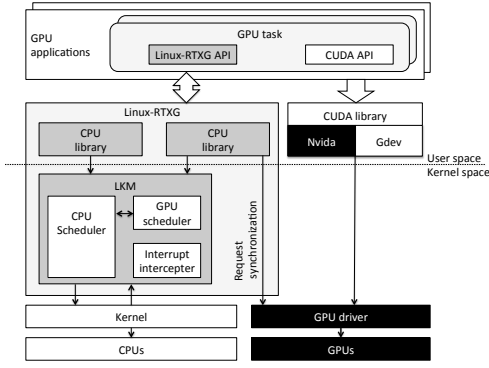 GPU
applications
GPU task
Linux-RTXG API
CUDA API
Linux-RTXG
CPU
library
CPU
library
CUDA library
Nvida
Gdev
User space
Kernel space
LKM
CPU
Scheduler
GPU
scheduler
Interrupt
intercepter
Request
synchronization
Kernel
GPU driver
CPUs
GPUs